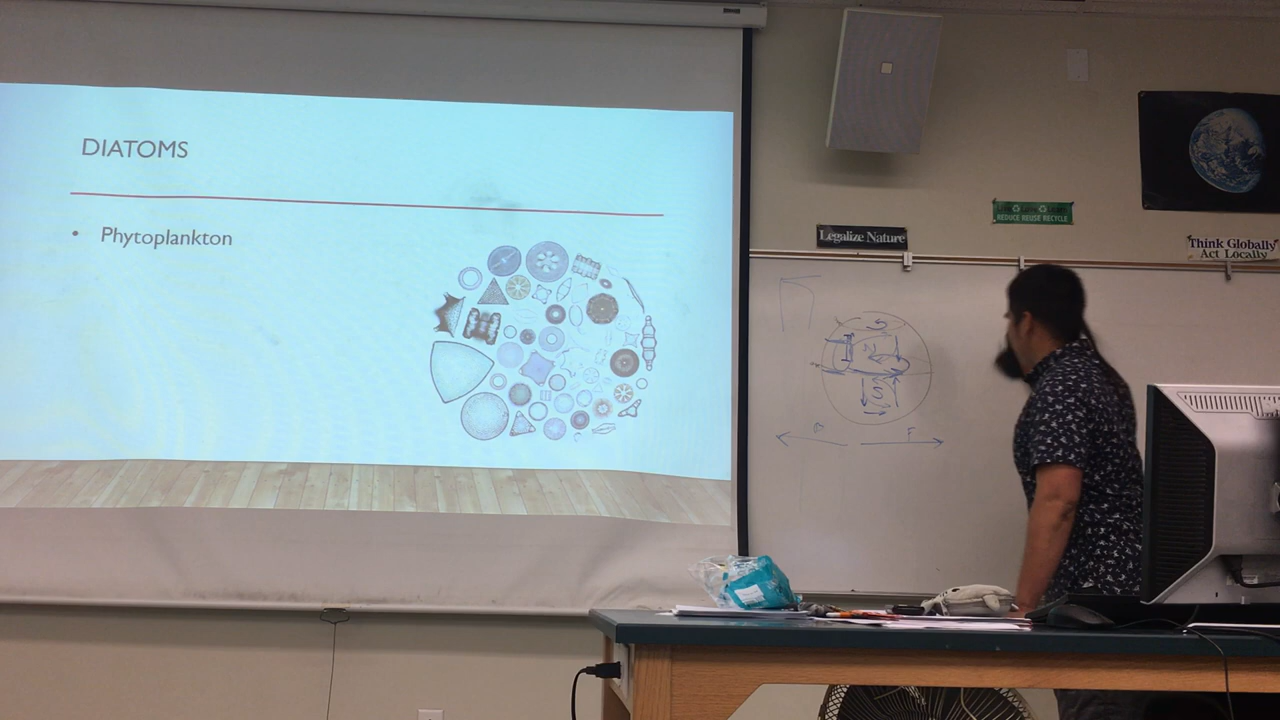 DIATOMS
• Phytoplankton
Legalize Nature
REDUCE REUSE RECYCLE
Think Globally
Act Locally
F